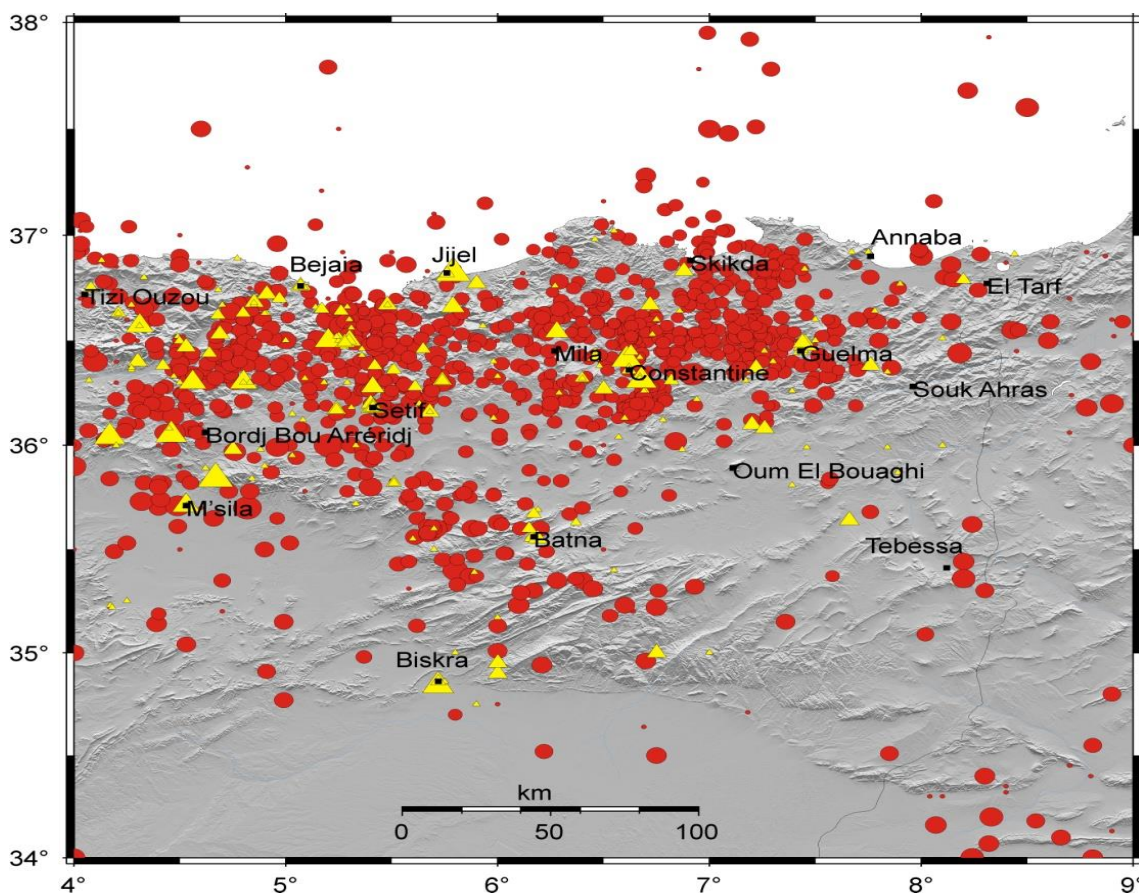 38°
37°
Annaba
Jijel
Skikda
Bejaia
El Tarf
Tizi Ouzou
Mila
Guelma
Constantine
Souk Ahras
Setif
Bordj Bou Arreridj
36°
Oum El Bouaghi
M'sila
Batna
Tebessa
35°
Biskra
km
0 50 100
34°
4° 5° 6° 7° 8° 9°